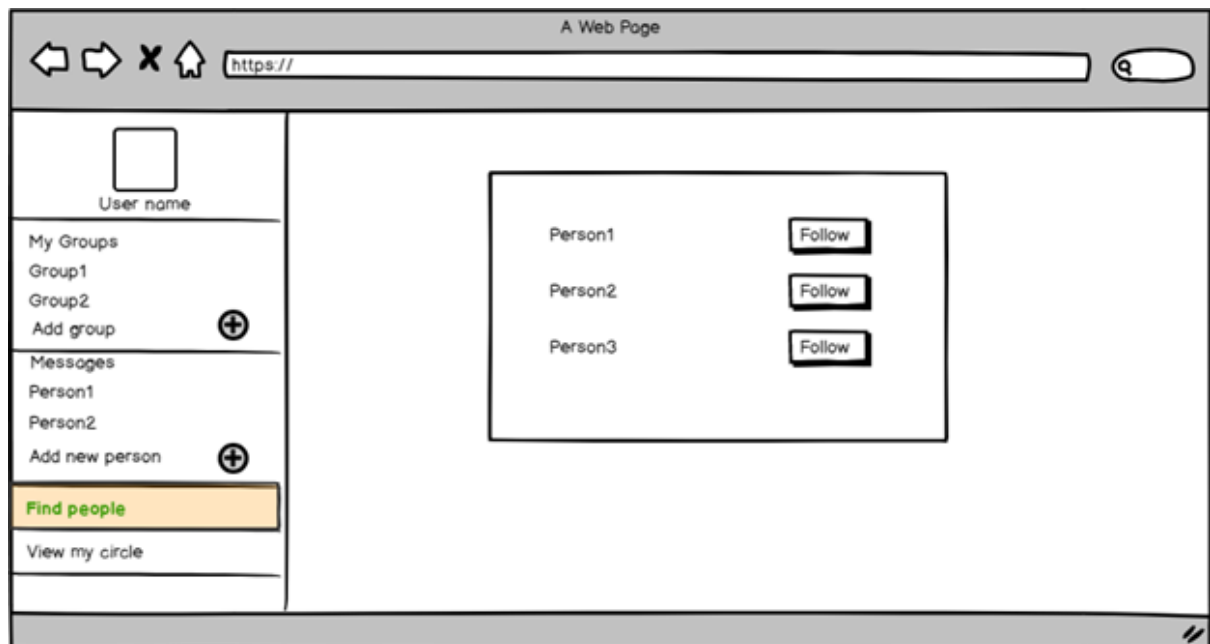 A Web Page
https://
User name
My Groups
Group1
Group2
Add group
Messages
Person1
Person2
Add new person
Find people
View my circle
Person1 Follow
Person2 Follow
Person3 Follow